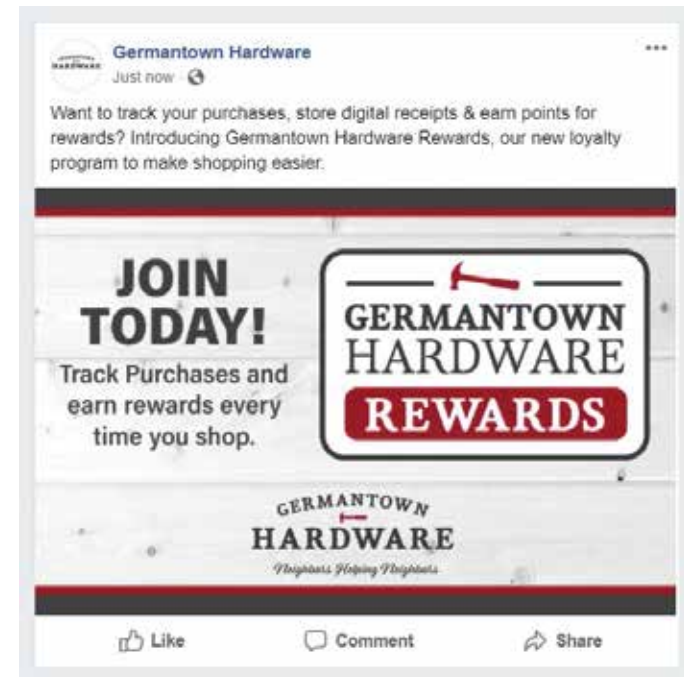 Germantown Hardware
Just now
Want to track your purchases, store digital receipts & earn points for
rewards? Introducing Germantown Hardware Rewards, our new loyalty
program to make shopping easier.
JOIN
TODAY!
Track Purchases and
earn rewards every
time you shop.
GERMANTOWN
HARDWARE
REWARDS
GERMANTOWN
HARDWARE
Neighbors Helping Neighbors
Like
Comment
Share